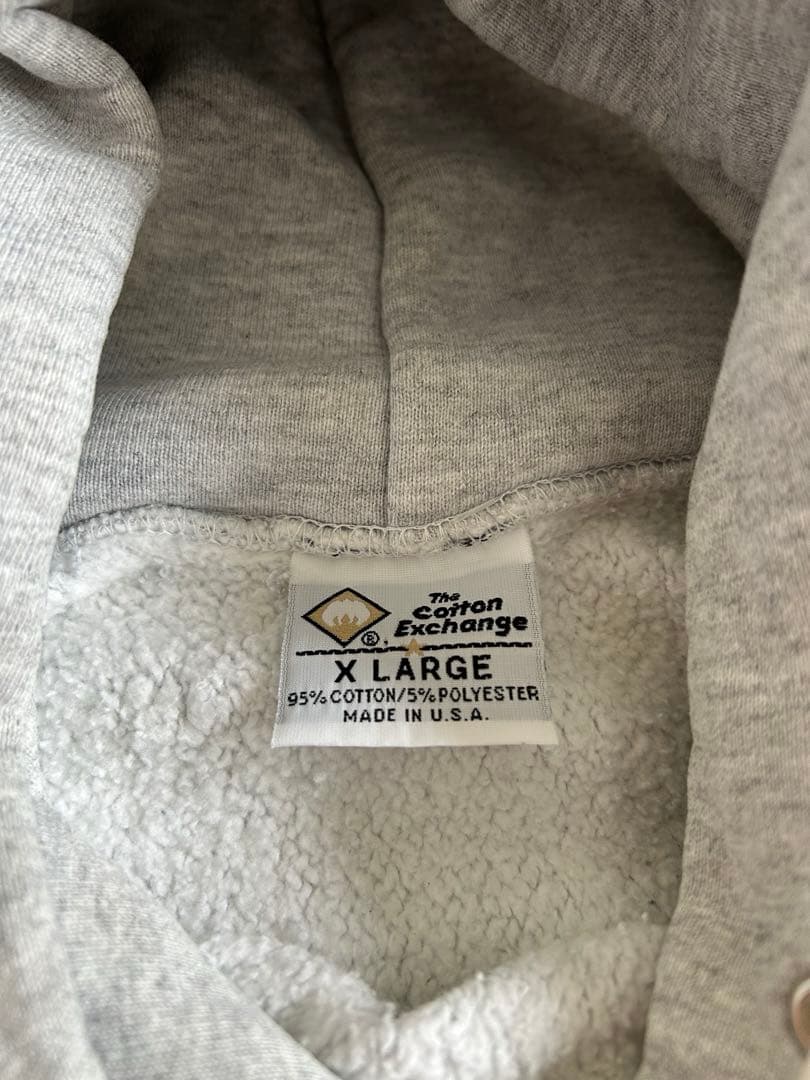 The
Cotton
® Exchange
X LARGE
95% COTTON/5% POLYESTER
MADE IN U.S.A.